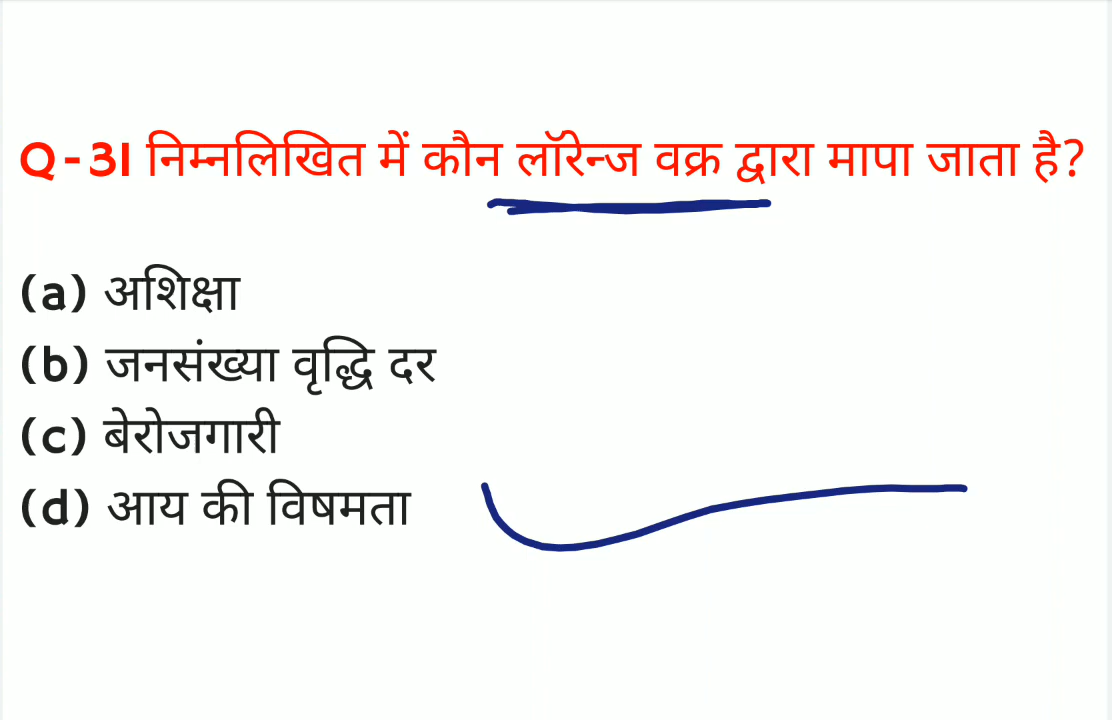 Q-31 निम्नलिखित में कौन लॉरेन्ज वक्र द्वारा मापा जाता है?
(a) अशिक्षा
(b) जनसंख्या वृद्धि दर
(c) बेरोजगारी
(d) आय की विषमता